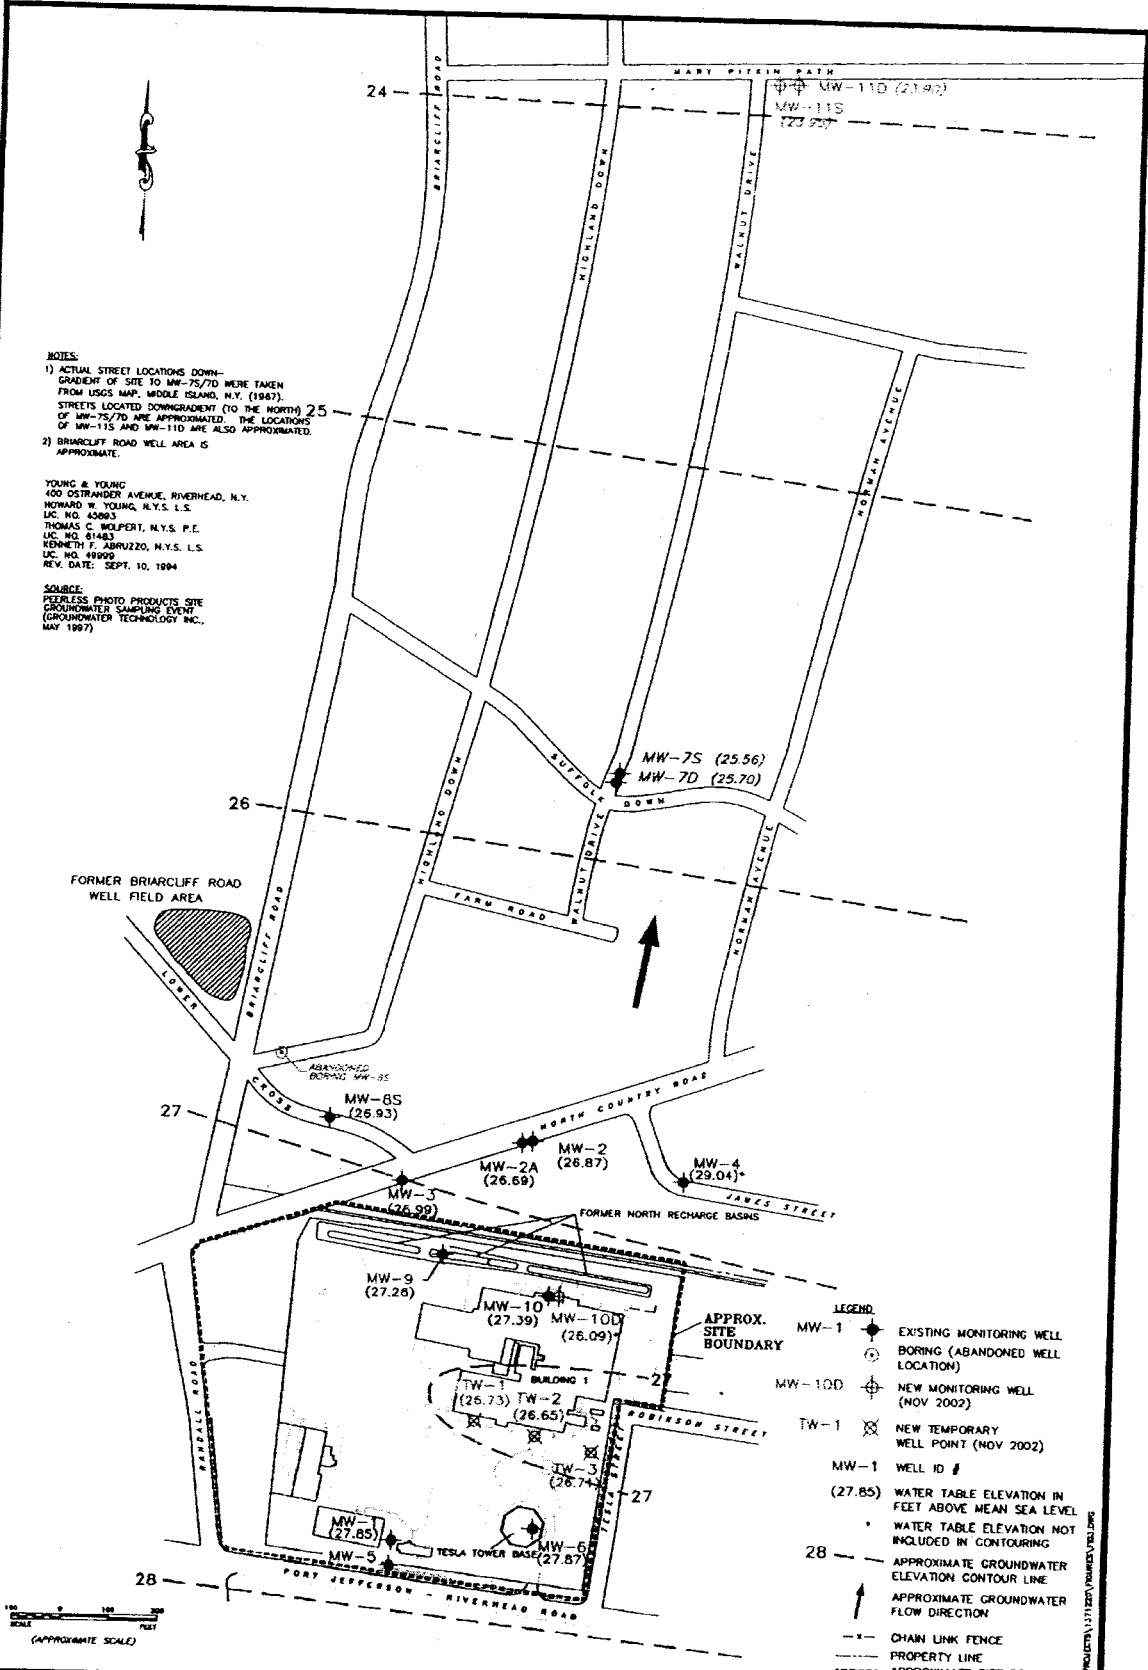 MARY PITKIN PATH
24
MW-11D (23.90)
MW-11S
(23.95)
BRIARCLIFF ROAD
HIGHLAND DOWN
WALNUT DRIVE
NOTES:
1) ACTUAL STREET LOCATIONS DOWN-
GRADIENT OF SITE TO MW-7S/7D WERE TAKEN
FROM USGS MAP, MIDDLE ISLAND, N.Y. (1967).
STREETS LOCATED DOWNGRADIENT (TO THE NORTH)
OF MW-7S/7D ARE APPROXIMATED. THE LOCATIONS
OF MW-11S AND MW-11D ARE ALSO APPROXIMATED.
2) BRIARCLIFF ROAD WELL AREA IS
APPROXIMATE.
25
NORMAN AVENUE
YOUNG & YOUNG
400 OSTRANDER AVENUE, RIVERHEAD, N.Y.
HOWARD W. YOUNG, N.Y.S. L.S.
LIC. NO. 45893
THOMAS C. WOLPERT, N.Y.S. P.E.
LIC. NO. 61483
KENNETH F. ABRUZZO, N.Y.S. L.S.
LIC. NO. 49999
REV. DATE: SEPT. 10, 1994
SOURCE:
PEERLESS PHOTO PRODUCTS SITE
GROUNDWATER SAMPLING EVENT
(GROUNDWATER TECHNOLOGY INC.,
MAY 1997)
MW-7S (25.56)
MW-7D (25.70)
SUFFOLK DOWN
26
HIGHLAND DOWN
WALNUT DRIVE
NORMAN AVENUE
FARM ROAD
FORMER BRIARCLIFF ROAD
WELL FIELD AREA
LOWER
BRIARCLIFF ROAD
ABANDONED
BORING MW-8S
CROSS
MW-8S
(26.93)
27
NORTH COUNTRY ROAD
MW-2
(26.87)
MW-2A
(26.69)
MW-4
(29.04)*
JAMES STREET
MW-3
(26.99)
FORMER NORTH RECHARGE BASINS
MW-9
(27.26)
MW-10
(27.39)
MW-10D
(26.09)*
APPROX.
SITE
BOUNDARY
BUILDING 1
27
TW-1
(26.73)
TW-2
(26.65)
ROBINSON STREET
RANDALL ROAD
TW-3
(26.71)
27
TESLA STREET
MW-1
(27.85)
MW-5
TESLA TOWER BASE
MW-6
(27.87)
28
PORT JEFFERSON - RIVERHEAD ROAD
100 0 100 200
SCALE FEET
(APPROXIMATE SCALE)
LEGEND
MW-1 EXISTING MONITORING WELL
BORING (ABANDONED WELL
LOCATION)
MW-10D NEW MONITORING WELL
(NOV 2002)
TW-1 NEW TEMPORARY
WELL POINT (NOV 2002)
MW-1 WELL ID #
(27.85) WATER TABLE ELEVATION IN
FEET ABOVE MEAN SEA LEVEL
* WATER TABLE ELEVATION NOT
INCLUDED IN CONTOURING
28 APPROXIMATE GROUNDWATER
ELEVATION CONTOUR LINE
APPROXIMATE GROUNDWATER
FLOW DIRECTION
-x- CHAIN LINK FENCE
PROPERTY LINE